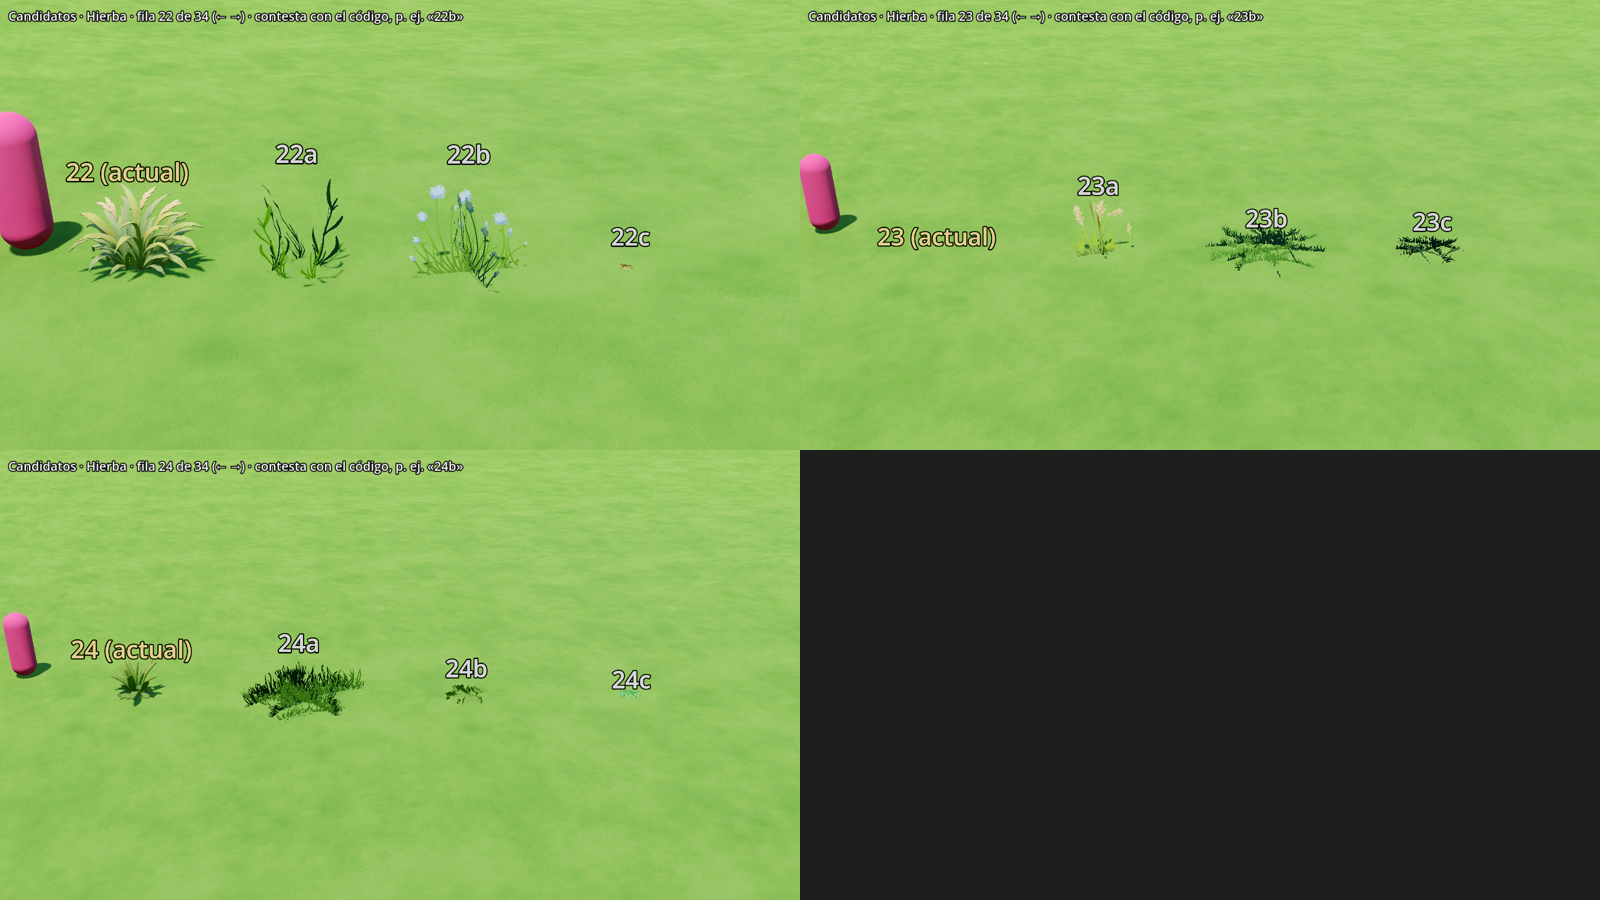 Candidatos · Hierba · fila 22 de 34 (← →) · contesta con el código, p. ej. «22b»
22 (actual)
22a
22b
22c
Candidatos · Hierba · fila 23 de 34 (← →) · contesta con el código, p. ej. «23b»
23 (actual)
23a
23b
23c
Candidatos · Hierba · fila 24 de 34 (← →) · contesta con el código, p. ej. «24b»
24 (actual)
24a
24b
24c